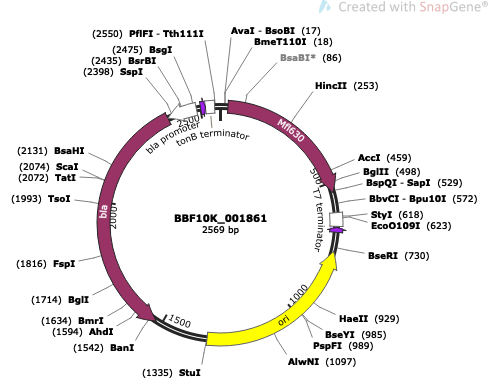 Created with SnapGene®
(2550) PflFI - Tth111I
AvaI - BsoBI (17)
BmeT110I (18)
(2475) BsgI
(2435) BsrBI
(2398) SspI
BsaBI* (86)
HincII (253)
2500
bla promoter
tonB terminator
Mfl630
(2131) BsaHI
(2074) ScaI
(2072) TatI
(1993) TsoI
AccI (459)
BglII (498)
BspQI - SapI (529)
BbvCI - Bpu10I (572)
StyI (618)
EcoO109I (623)
500
T7 terminator
bla
2000
BBF10K_001861
2569 bp
BseRI (730)
(1816) FspI
(1714) BglI
(1634) BmrI
(1594) AhdI
(1542) BanI
1500
1000
ori
HaeII (929)
BseYI (985)
PspFI (989)
AlwNI (1097)
(1335) StuI